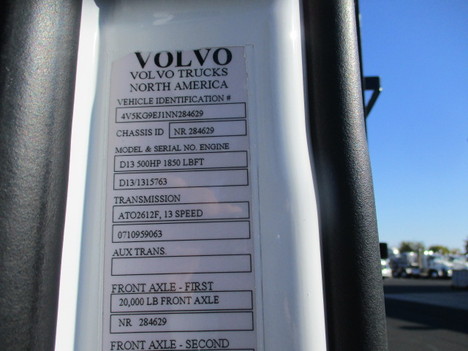 VOLVO
VOLVO TRUCKS
NORTH AMERICA
VEHICLE IDENTIFICATION #
4V5KG9EJ1NN284629
CHASSIS ID NR 284629
MODEL & SERIAL NO. ENGINE
D13 500HP 1850 LBFT
D13/1315763
TRANSMISSION
ATO2612F, 13 SPEED
0710959063
AUX TRANS.
FRONT AXLE - FIRST
20,000 LB FRONT AXLE
NR 284629
FRONT AXLE - SECOND